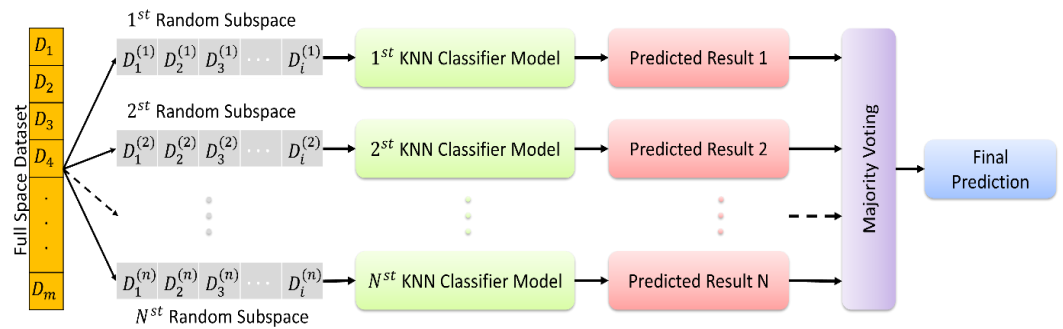 Full Space Dataset
D₁
D₂
D₃
D₄
.
.
.
Dₘ
1ˢᵗ Random Subspace
D₁⁽¹⁾ D₂⁽¹⁾ D₃⁽¹⁾ ··· Dᵢ⁽¹⁾
1ˢᵗ KNN Classifier Model
Predicted Result 1
2ˢᵗ Random Subspace
D₁⁽²⁾ D₂⁽²⁾ D₃⁽²⁾ ··· Dᵢ⁽²⁾
2ˢᵗ KNN Classifier Model
Predicted Result 2
D₁⁽ⁿ⁾ D₂⁽ⁿ⁾ D₃⁽ⁿ⁾ ··· Dᵢ⁽ⁿ⁾
Nˢᵗ Random Subspace
Nˢᵗ KNN Classifier Model
Predicted Result N
Majority Voting
Final
Prediction